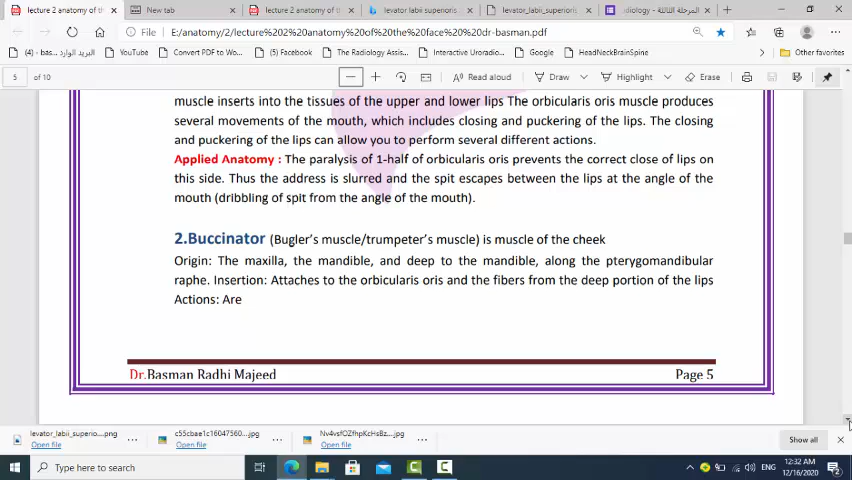 lecture 2 anatomy of the
New tab
lecture 2 anatomy of the
levator labii superioris
levator_labii_superioris
radiology - المرحلة الثالثة
File E:/anatomy/2/lecture%202%20anatomy%20of%20the%20face%20%20dr-basman.pdf
(4) - البريد الوارد - bas
YouTube
Convert PDF to Wo...
(5) Facebook
The Radiology Assis...
Interactive Uroradio...
Google
HeadNeckBrainSpine
Other favorites
5 of 10
Read aloud
Draw
Highlight
Erase
muscle inserts into the tissues of the upper and lower lips The orbicularis oris muscle produces
several movements of the mouth, which includes closing and puckering of the lips. The closing
and puckering of the lips can allow you to perform several different actions.
Applied Anatomy : The paralysis of 1-half of orbicularis oris prevents the correct close of lips on
this side. Thus the address is slurred and the spit escapes between the lips at the angle of the
mouth (dribbling of spit from the angle of the mouth).
2.Buccinator (Bugler's muscle/trumpeter's muscle) is muscle of the cheek
Origin: The maxilla, the mandible, and deep to the mandible, along the pterygomandibular
raphe. Insertion: Attaches to the orbicularis oris and the fibers from the deep portion of the lips
Actions: Are
Dr.Basman Radhi Majeed Page 5
levator_labii_superio....png
Open file
c55cbae1c16047560....jpg
Open file
Nv4vsfOZfhpKcHsBz....jpg
Open file
Show all
Type here to search
ENG
12:32 AM
12/16/2020
2